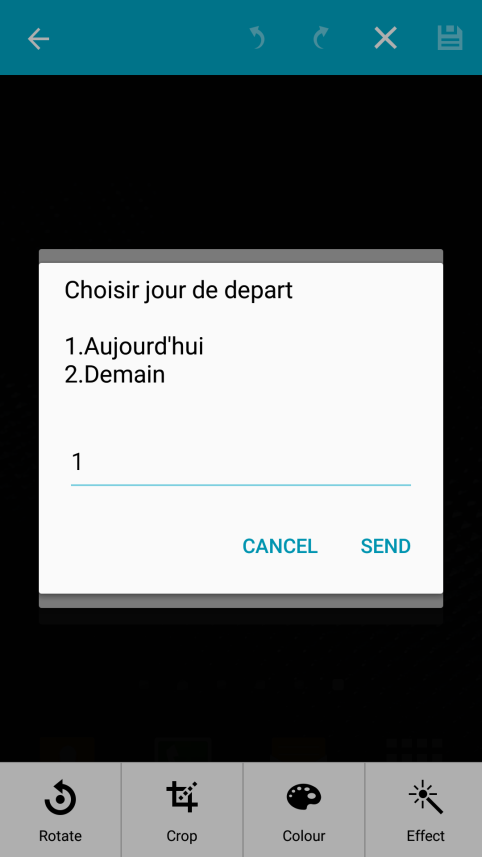 Choisir jour de depart
1.Aujourd'hui
2.Demain
1
CANCEL SEND
Rotate Crop Colour Effect